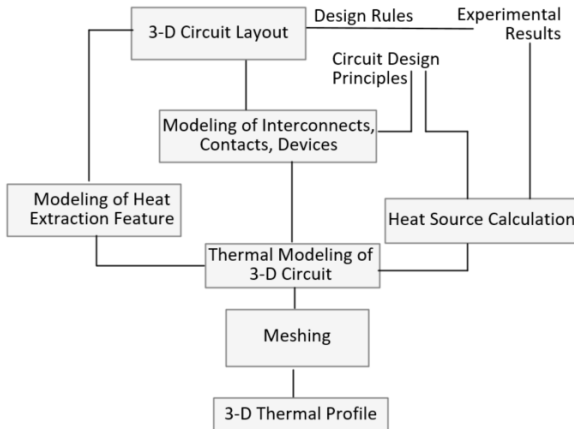 3-D Circuit Layout
Design Rules
Experimental
Results
Circuit Design
Principles
Modeling of Interconnects,
Contacts, Devices
Modeling of Heat
Extraction Feature
Heat Source Calculation
Thermal Modeling of
3-D Circuit
Meshing
3-D Thermal Profile